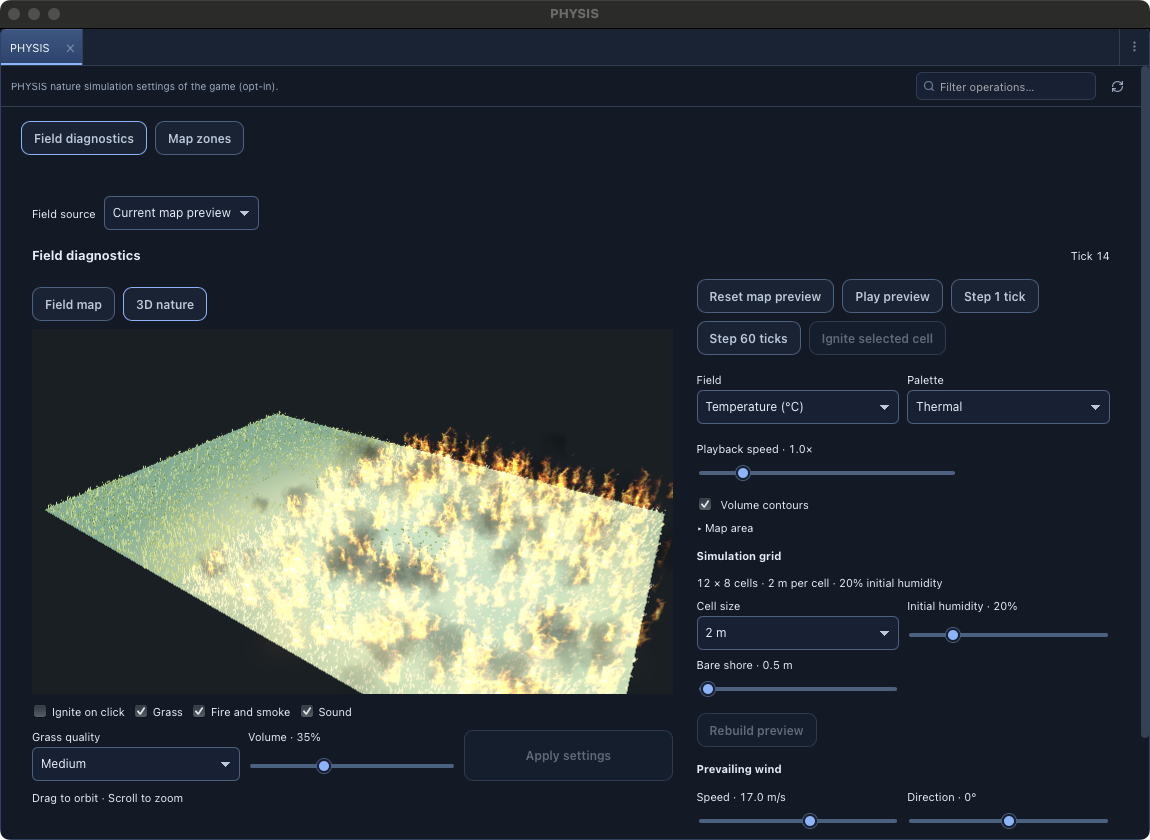 PHYSIS
PHYSIS
PHYSIS nature simulation settings of the game (opt-in).
Filter operations...
Field diagnostics
Map zones
Field source
Current map preview
Field diagnostics
Tick 14
Field map
3D nature
Reset map preview
Play preview
Step 1 tick
Step 60 ticks
Ignite selected cell
Field
Palette
Temperature (°C)
Thermal
Playback speed · 1.0×
Volume contours
Map area
Simulation grid
12 × 8 cells · 2 m per cell · 20% initial humidity
Cell size
Initial humidity · 20%
2 m
Bare shore · 0.5 m
Rebuild preview
Prevailing wind
Speed · 17.0 m/s
Direction · 0°
Ignite on click
Grass
Fire and smoke
Sound
Grass quality
Volume · 35%
Medium
Apply settings
Drag to orbit · Scroll to zoom